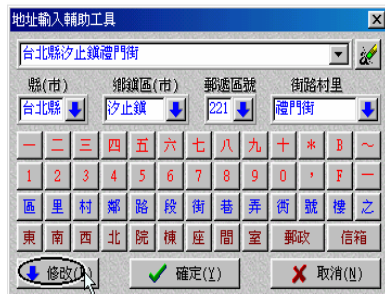 地址輸入輔助工具
台北縣汐止鎮禮門街
縣(市) 鄉鎮區(市) 郵遞區號 街路村里
台北縣 汐止鎮 221 禮門街
一 二 三 四 五 六 七 八 九 十 * B ~
1 2 3 4 5 6 7 8 9 0 , F -
區 里 村 鄰 路 段 街 巷 弄 衖 號 樓 之
東 南 西 北 院 棟 座 間 室 郵政 信箱
修改 確定(Y) 取消(N)